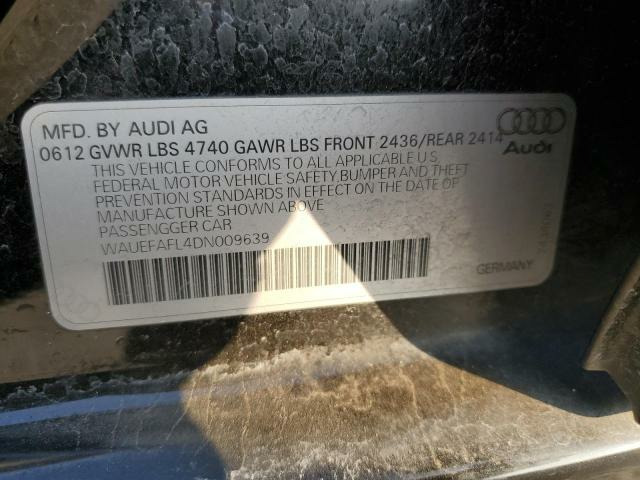 MFD. BY AUDI AG
0612 GVWR LBS 4740 GAWR LBS FRONT 2436/REAR 2414
Audi
THIS VEHICLE CONFORMS TO ALL APPLICABLE U.S.
FEDERAL MOTOR VEHICLE SAFETY,BUMPER AND THEFT
PREVENTION STANDARDS IN EFFECT ON THE DATE OF
MANUFACTURE SHOWN ABOVE
PASSENGGER CAR
WAUEFAFL4DN009639
GERMANY